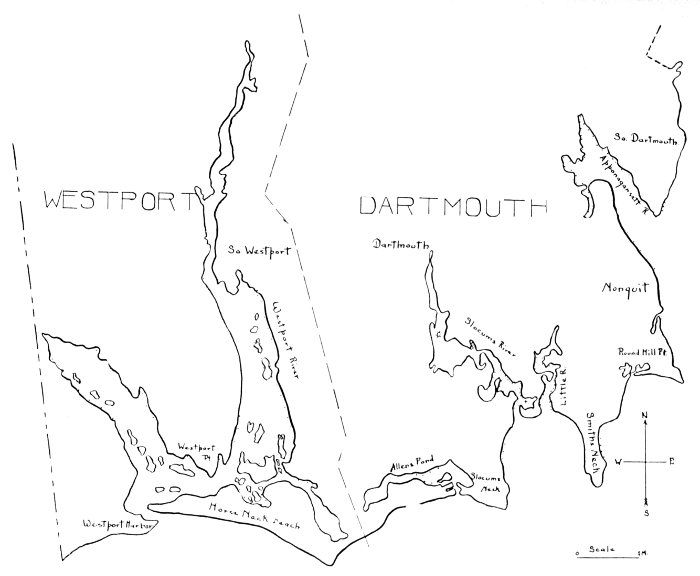 So. Dartmouth
Apponagansett R
WESTPORT
DARTMOUTH
Dartmouth
So Westport
Nonquit
Westport River
Slocums River
Round Hill Pt
Little R.
Smiths Neck
N
W
E
S
Westport
Pt
Allens Pond
Slocums
Neck
Horse Neck Beach
Westport Harbor
0 Scale 5M.